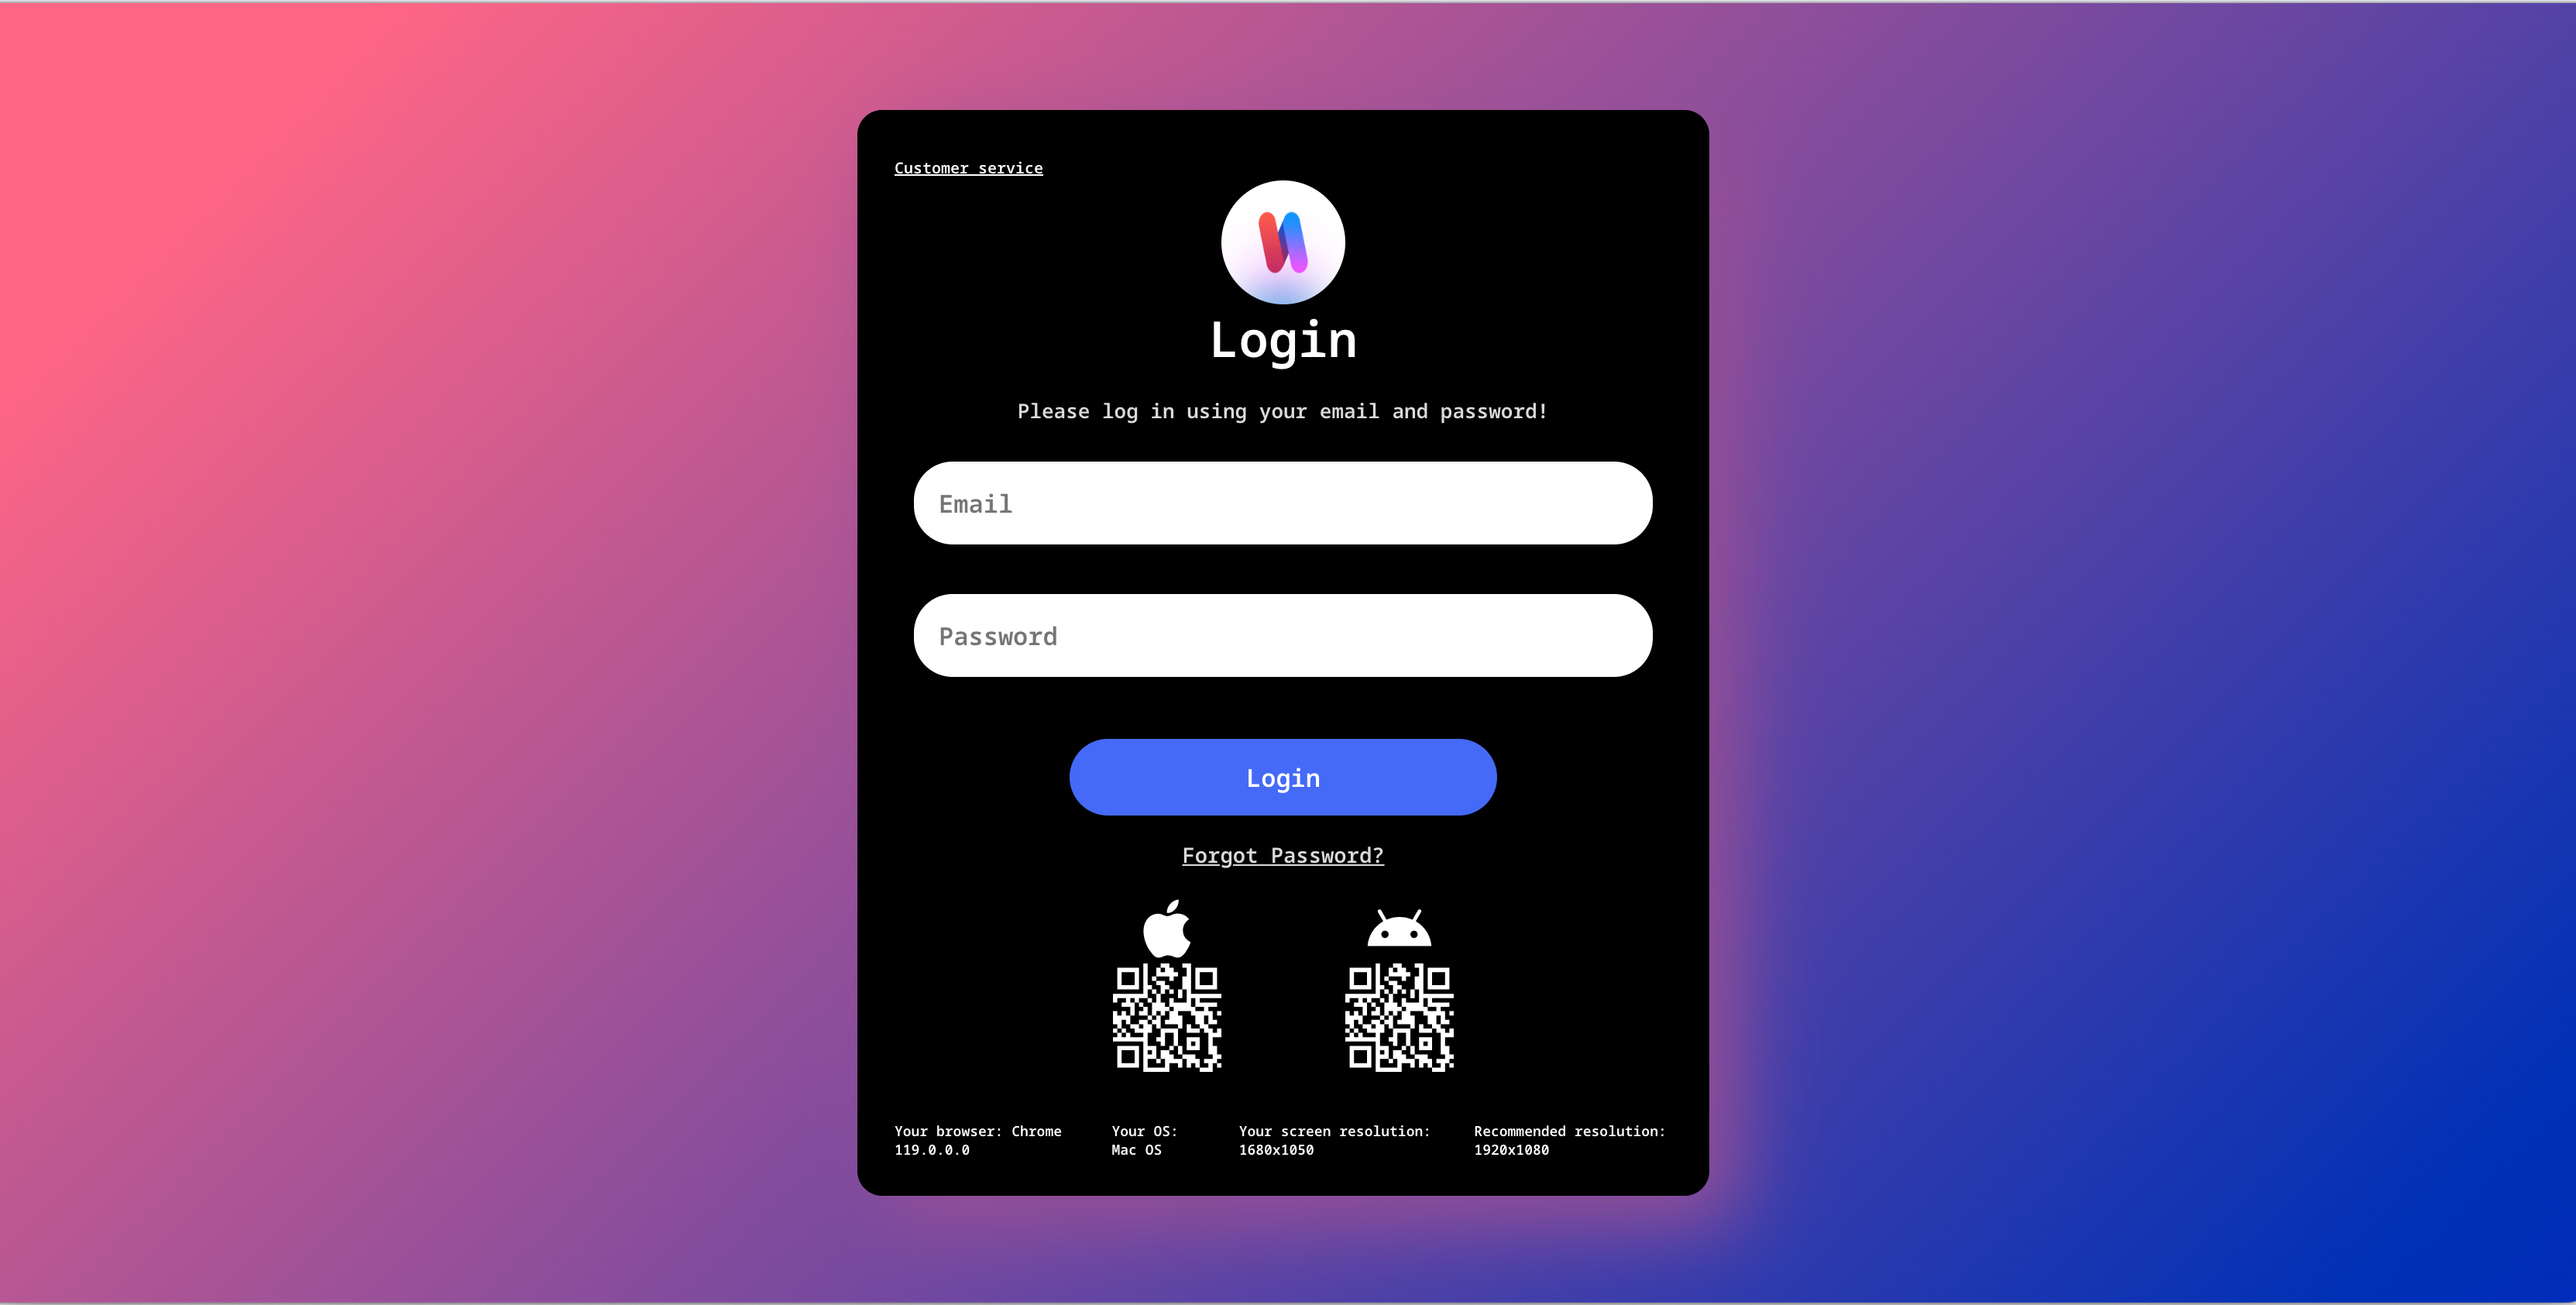 Customer service
Login
Please log in using your email and password!
Email
Password
Login
Forgot Password?
Your browser: Chrome
119.0.0.0
Your OS:
Mac OS
Your screen resolution:
1680x1050
Recommended resolution:
1920x1080